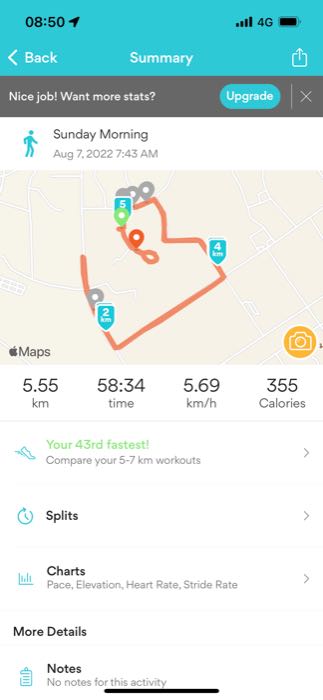 08:50 4G
Back Summary
Nice job! Want more stats? Upgrade
Sunday Morning
Aug 7, 2022 7:43 AM
5
4
km
2
km
Maps
5.55 58:34 5.69 355
km time km/h Calories
Your 43rd fastest!
Compare your 5-7 km workouts
Splits
Charts
Pace, Elevation, Heart Rate, Stride Rate
More Details
Notes
No notes for this activity